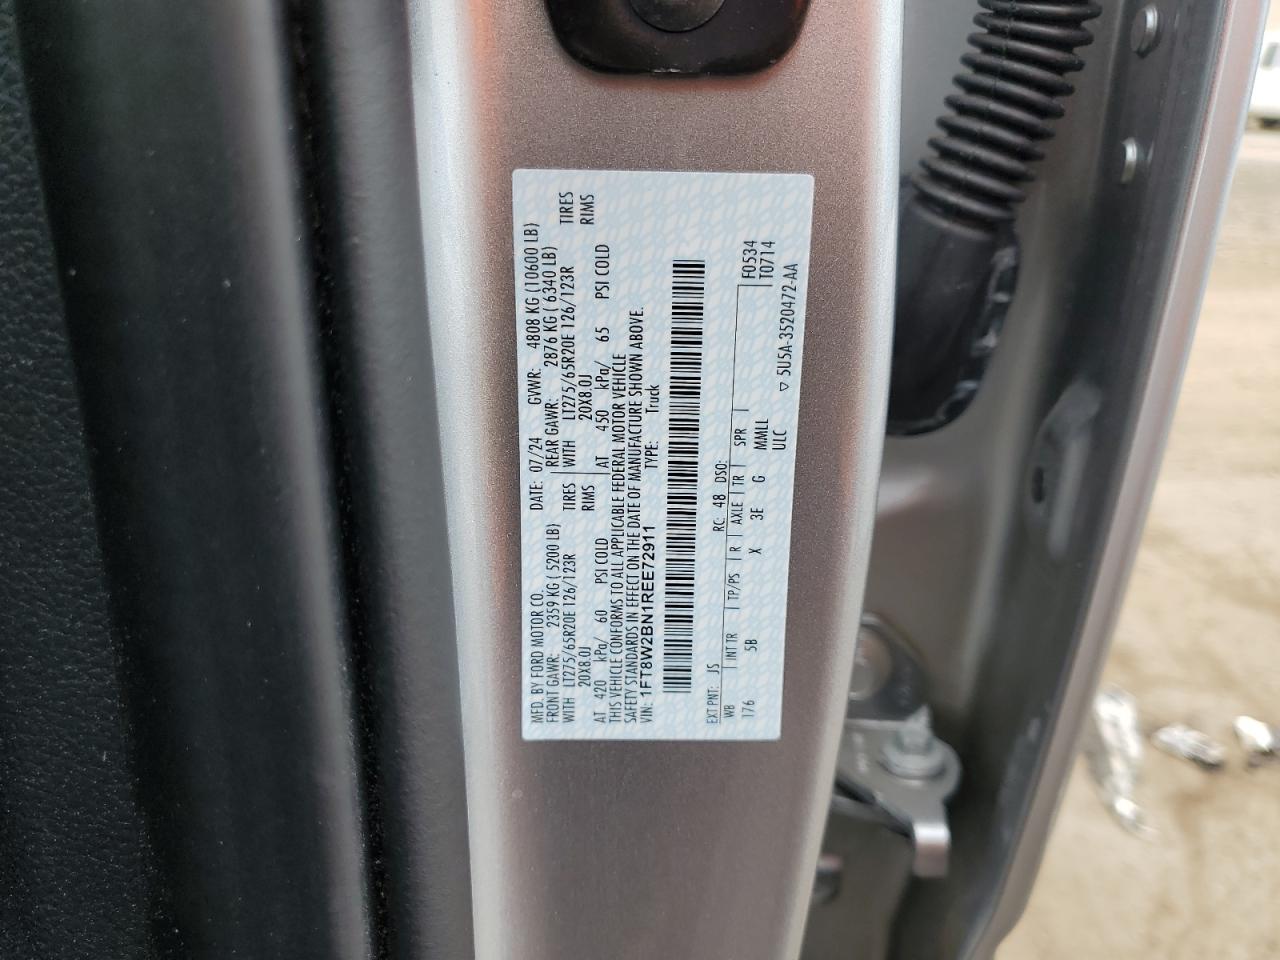 MFD. BY FORD MOTOR CO.
DATE: 07/24 GVWR: 4808 KG (10600 LB)
FRONT GAWR: 2359 KG ( 5200 LB) REAR GAWR: 2876 KG ( 6340 LB)
WITH LT275/65R20E 126/123R TIRES WITH LT275/65R20E 126/123R TIRES
20X8.0J RIMS 20X8.0J RIMS
AT 420 kPa/ 60 PSI COLD AT 450 kPa/ 65 PSI COLD
THIS VEHICLE CONFORMS TO ALL APPLICABLE FEDERAL MOTOR VEHICLE
SAFETY STANDARDS IN EFFECT ON THE DATE OF MANUFACTURE SHOWN ABOVE.
VIN: 1FT8W2BN1REE72911 TYPE: Truck
F0534
EXT PNT: JS RC: 48 DSO: T0714
WB INT TR TP/PS R AXLE TR SPR
176 5B X 3E G MMLL
ULC
▽ 5U5A-3520472-AA